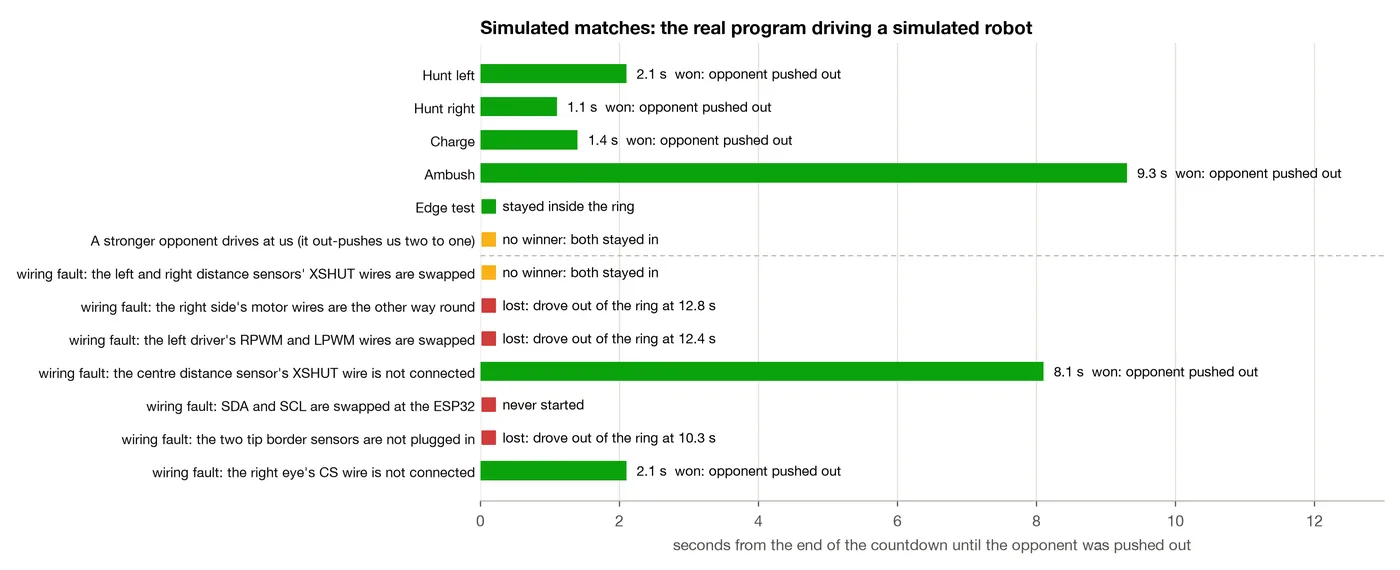 Simulated matches: the real program driving a simulated robot
Hunt left 2.1 s won: opponent pushed out
Hunt right 1.1 s won: opponent pushed out
Charge 1.4 s won: opponent pushed out
Ambush 9.3 s won: opponent pushed out
Edge test stayed inside the ring
A stronger opponent drives at us (it out-pushes us two to one) no winner: both stayed in
wiring fault: the left and right distance sensors' XSHUT wires are swapped no winner: both stayed in
wiring fault: the right side's motor wires are the other way round lost: drove out of the ring at 12.8 s
wiring fault: the left driver's RPWM and LPWM wires are swapped lost: drove out of the ring at 12.4 s
wiring fault: the centre distance sensor's XSHUT wire is not connected 8.1 s won: opponent pushed out
wiring fault: SDA and SCL are swapped at the ESP32 never started
wiring fault: the two tip border sensors are not plugged in lost: drove out of the ring at 10.3 s
wiring fault: the right eye's CS wire is not connected 2.1 s won: opponent pushed out
0 2 4 6 8 10 12
seconds from the end of the countdown until the opponent was pushed out